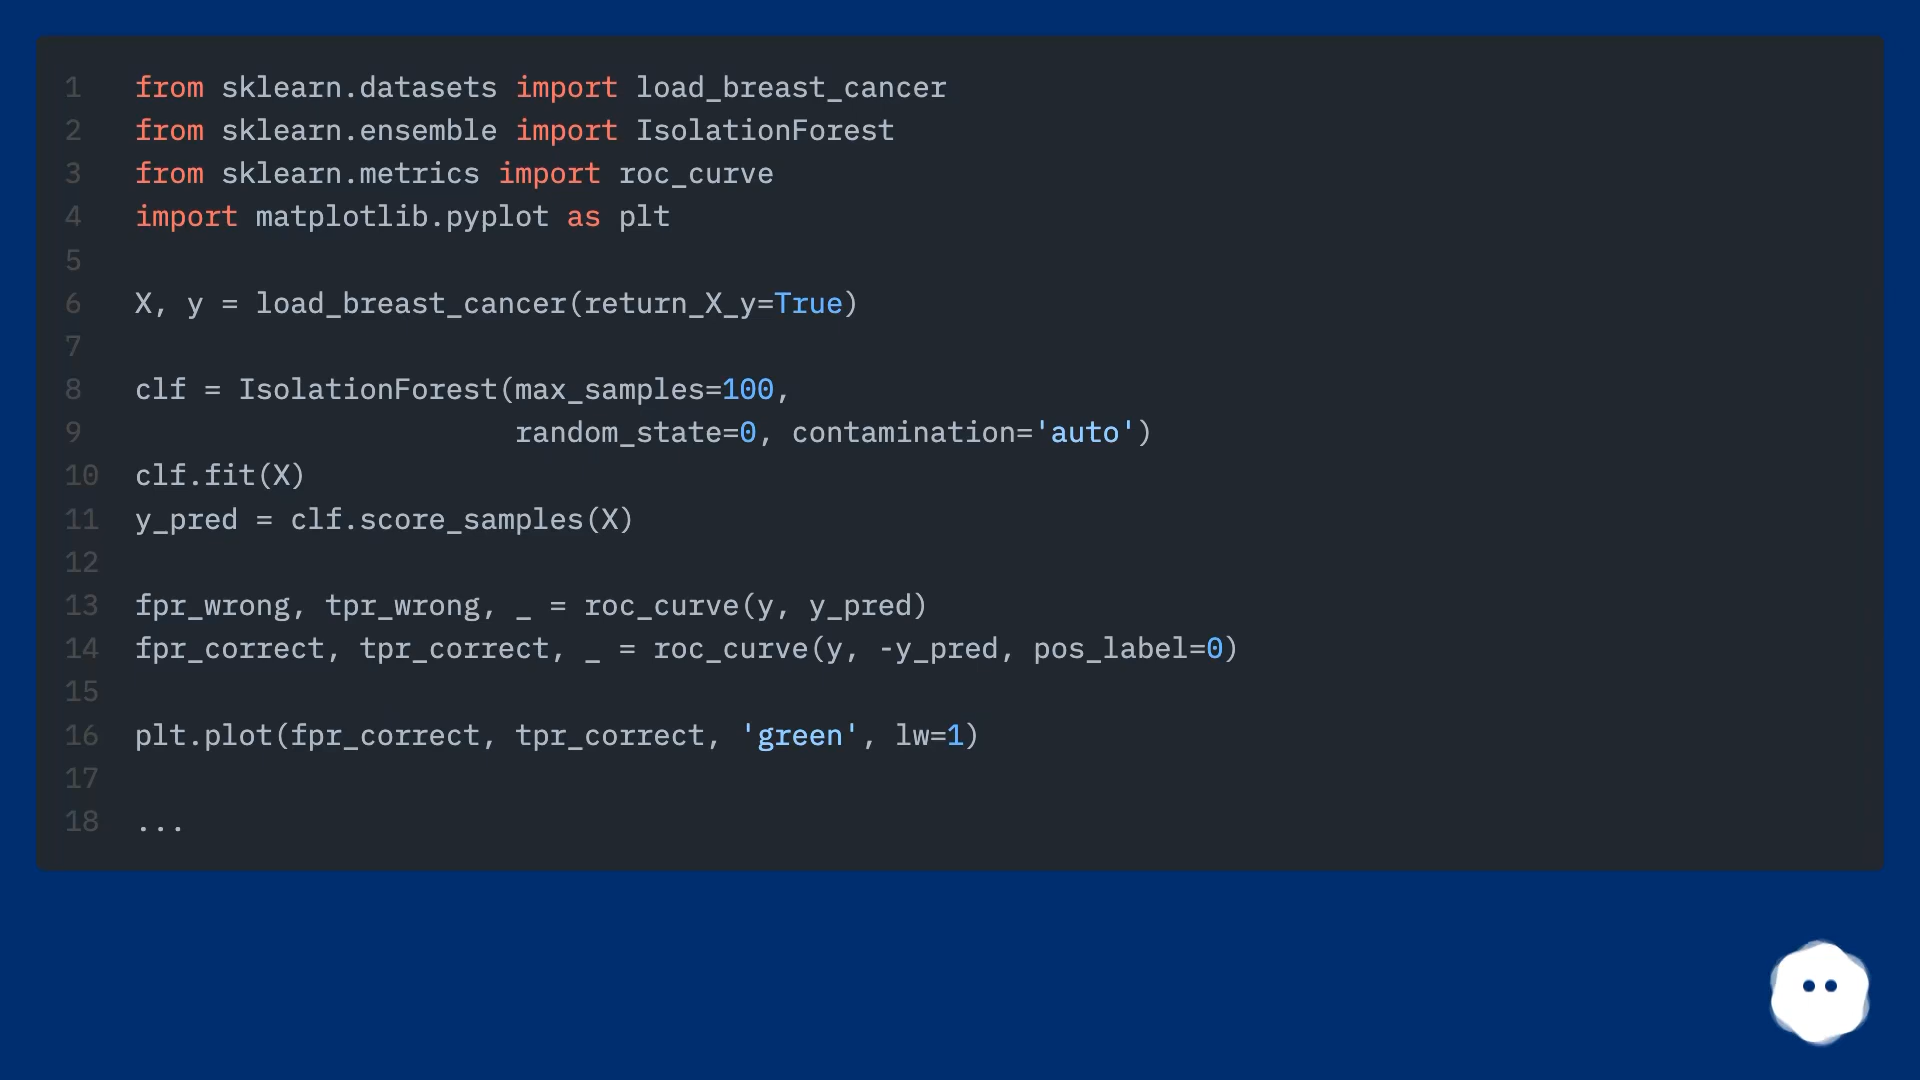 1 from sklearn.datasets import load_breast_cancer
2 from sklearn.ensemble import IsolationForest
3 from sklearn.metrics import roc_curve
4 import matplotlib.pyplot as plt
5
6 X, y = load_breast_cancer(return_X_y=True)
7
8 clf = IsolationForest(max_samples=100,
9                       random_state=0, contamination='auto')
10 clf.fit(X)
11 y_pred = clf.score_samples(X)
12
13 fpr_wrong, tpr_wrong, _ = roc_curve(y, y_pred)
14 fpr_correct, tpr_correct, _ = roc_curve(y, -y_pred, pos_label=0)
15
16 plt.plot(fpr_correct, tpr_correct, 'green', lw=1)
17
18 ...